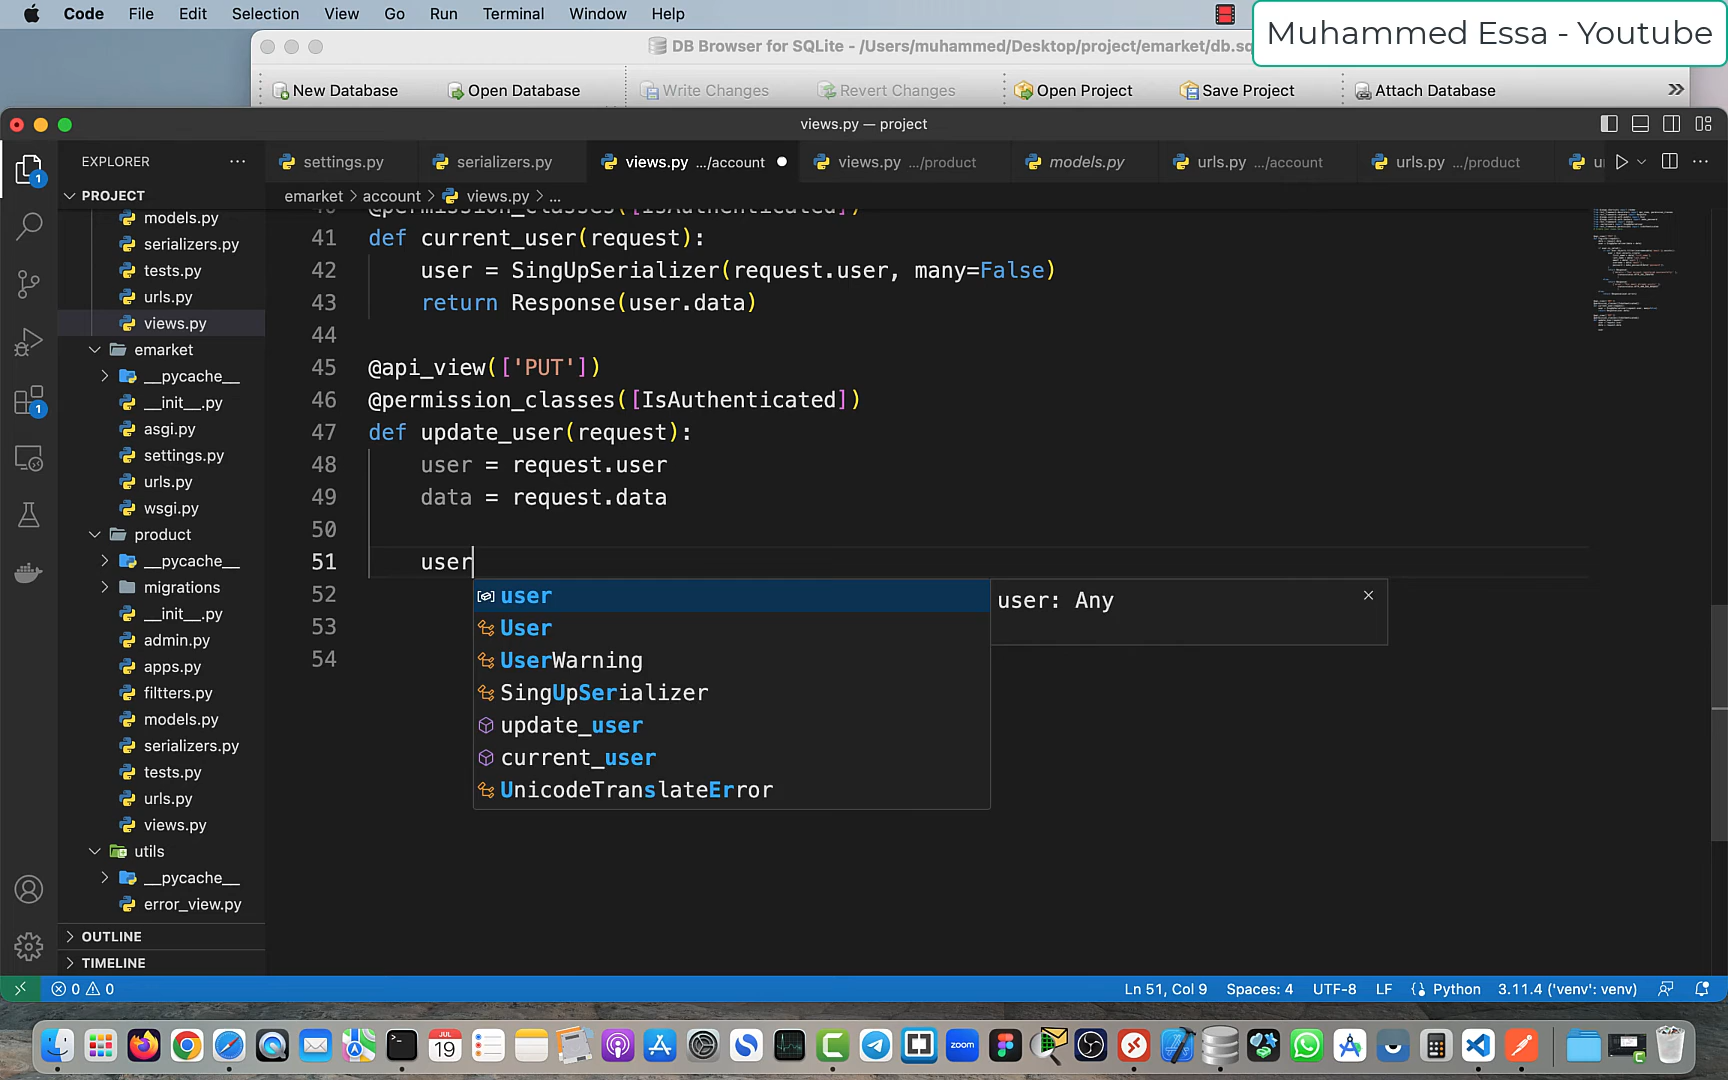 Code File Edit Selection View Go Run Terminal Window Help
Muhammed Essa - Youtube
DB Browser for SQLite - /Users/muhammed/Desktop/project/emarket/db.sq
New Database Open Database Write Changes Revert Changes Open Project Save Project Attach Database
views.py — project
EXPLORER
settings.py serializers.py views.py .../account views.py .../product models.py urls.py .../account urls.py .../product
PROJECT
emarket > account > views.py > ...
models.py
serializers.py
tests.py
urls.py
views.py
emarket
__pycache__
__init__.py
asgi.py
settings.py
urls.py
wsgi.py
product
__pycache__
migrations
__init__.py
admin.py
apps.py
filtters.py
models.py
serializers.py
tests.py
urls.py
views.py
utils
__pycache__
error_view.py
OUTLINE
TIMELINE
40 @permission_classes([IsAuthenticated])
41 def current_user(request):
42 user = SingUpSerializer(request.user, many=False)
43 return Response(user.data)
44
45 @api_view(['PUT'])
46 @permission_classes([IsAuthenticated])
47 def update_user(request):
48 user = request.user
49 data = request.data
50
51 user
52
53
54
user
User
UserWarning
SingUpSerializer
update_user
current_user
UnicodeTranslateError
user: Any
0 0
Ln 51, Col 9 Spaces: 4 UTF-8 LF Python 3.11.4 ('venv': venv)
JUL
19
zoom